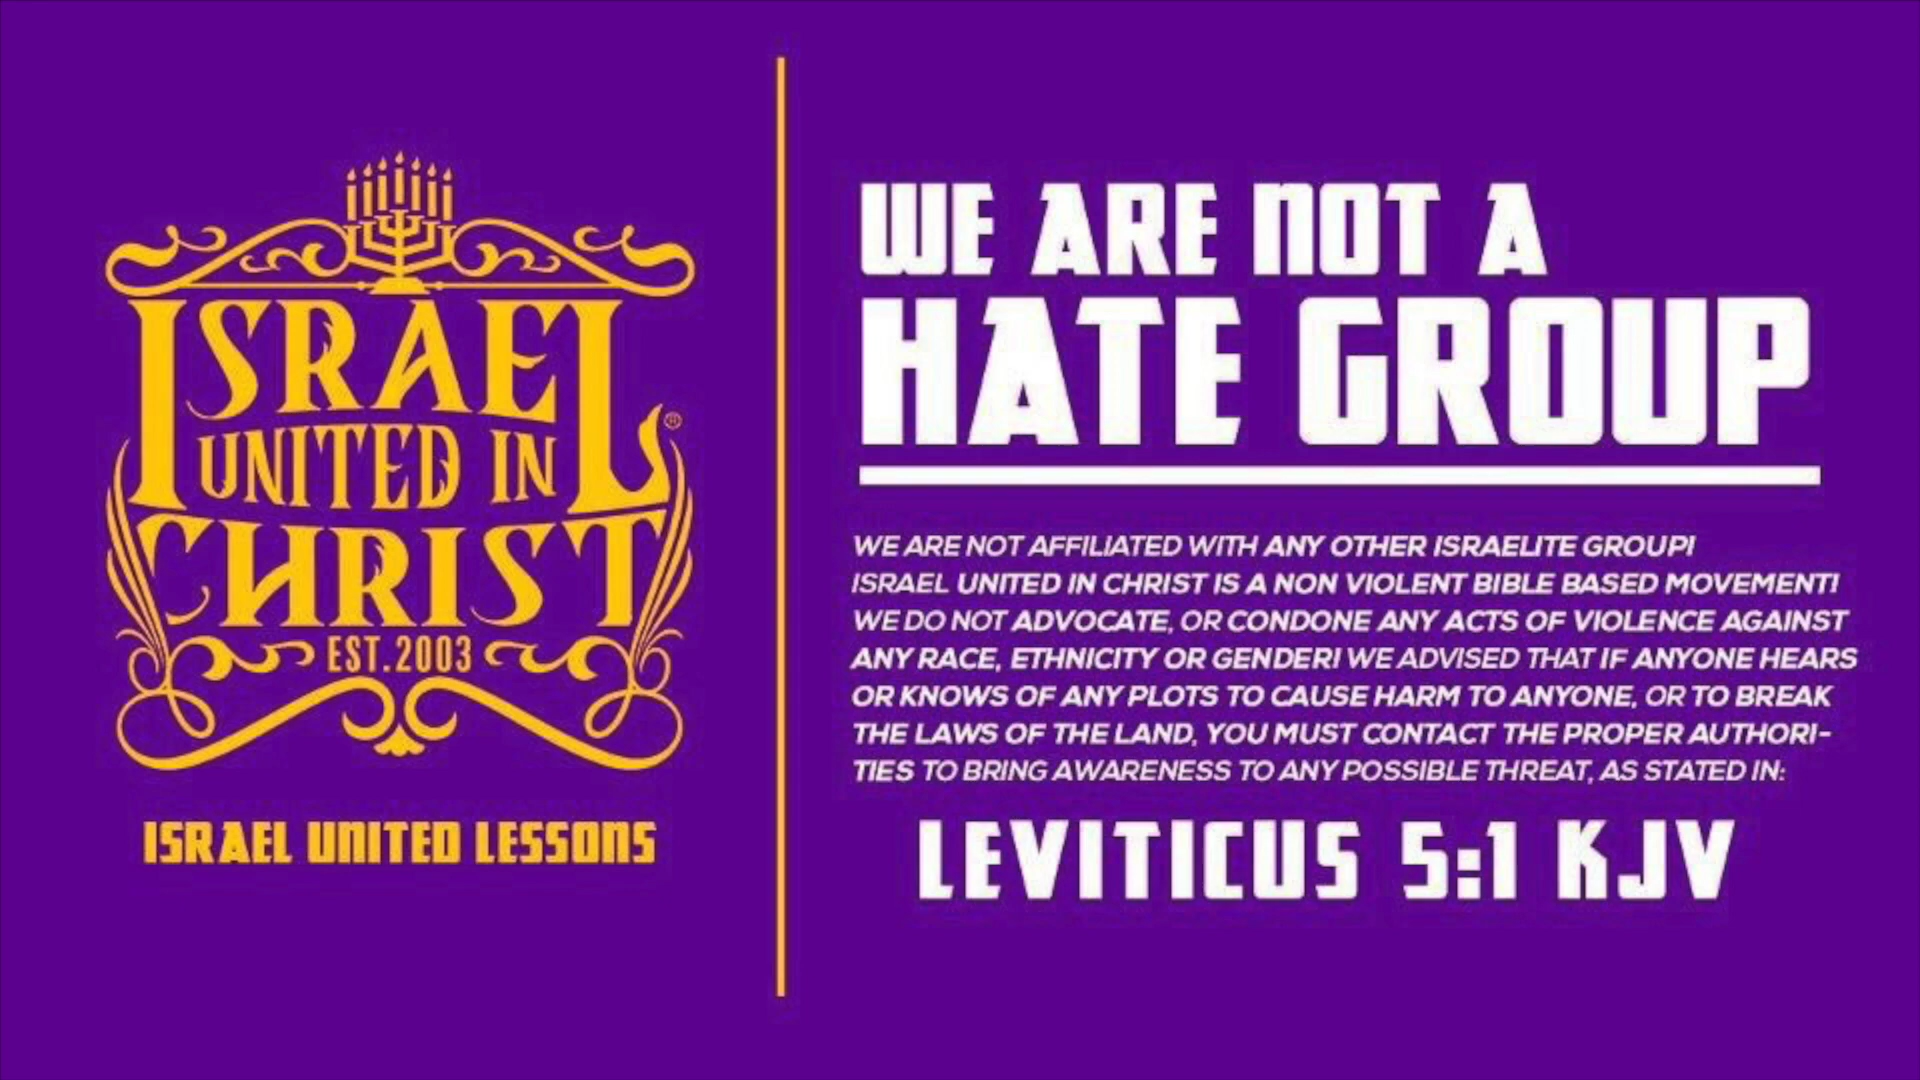 ISRAEL
UNITED IN
CHRIST®
EST.2003
ISRAEL UNITED LESSONS
WE ARE NOT A
HATE GROUP
WE ARE NOT AFFILIATED WITH ANY OTHER ISRAELITE GROUP!
ISRAEL UNITED IN CHRIST IS A NON VIOLENT BIBLE BASED MOVEMENT!
WE DO NOT ADVOCATE, OR CONDONE ANY ACTS OF VIOLENCE AGAINST
ANY RACE, ETHNICITY OR GENDER! WE ADVISED THAT IF ANYONE HEARS
OR KNOWS OF ANY PLOTS TO CAUSE HARM TO ANYONE, OR TO BREAK
THE LAWS OF THE LAND, YOU MUST CONTACT THE PROPER AUTHORI-
TIES TO BRING AWARENESS TO ANY POSSIBLE THREAT, AS STATED IN:
LEVITICUS 5:1 KJV